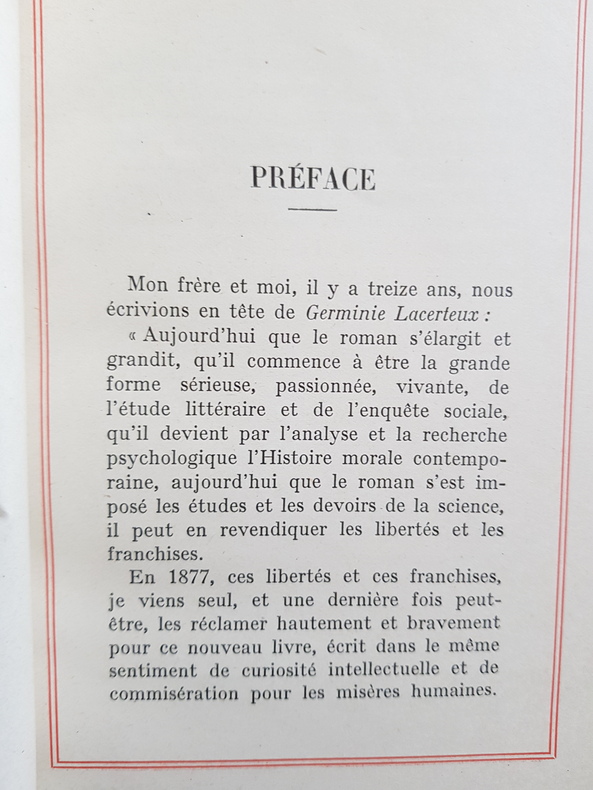 PRÉFACE
Mon frère et moi, il y a treize ans, nous
écrivions en tête de Germinie Lacerteux :
« Aujourd'hui que le roman s'élargit et
grandit, qu'il commence à être la grande
forme sérieuse, passionnée, vivante, de
l'étude littéraire et de l'enquête sociale,
qu'il devient par l'analyse et la recherche
psychologique l'Histoire morale contempo-
raine, aujourd'hui que le roman s'est im-
posé les études et les devoirs de la science,
il peut en revendiquer les libertés et les
franchises.
En 1877, ces libertés et ces franchises,
je viens seul, et une dernière fois peut-
être, les réclamer hautement et bravement
pour ce nouveau livre, écrit dans le même
sentiment de curiosité intellectuelle et de
commisération pour les misères humaines.